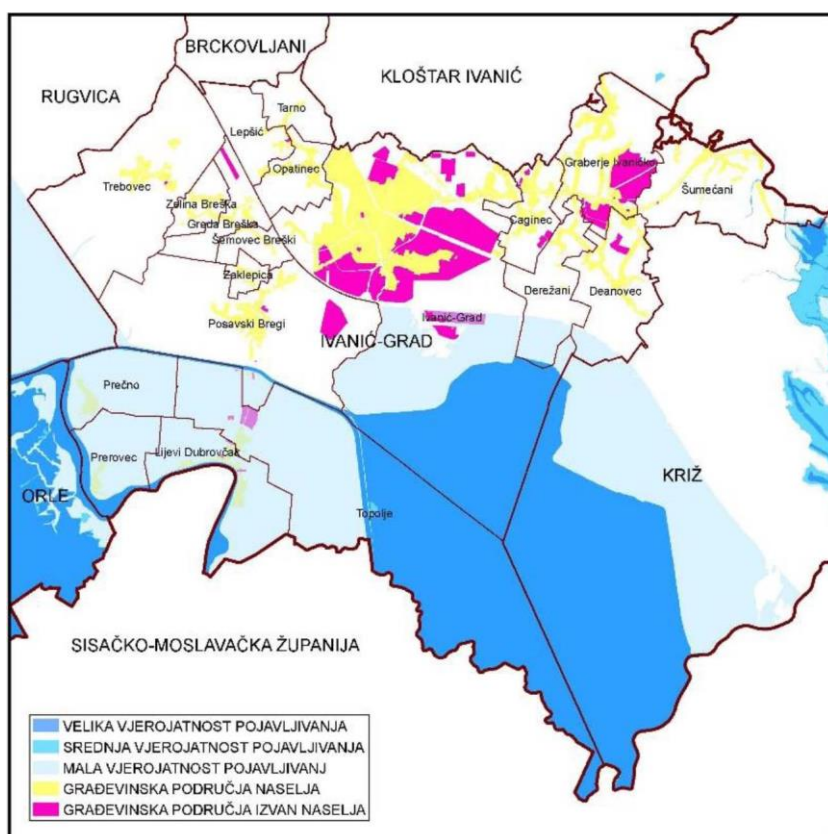 BRCKOVLJANI
KLOŠTAR IVANIĆ
RUGVICA
Tarno
Lepšić
Opatinec
Graberje Ivaničko
Trebovec
Šumećani
Zelina Breška
Greda Breška
Caginec
Šemovec Breški
Zaklepica
Derežani
Deanovec
Posavski Bregi
Ivanić-Grad
IVANIĆ-GRAD
Prečno
Prerovec
Lijevi Dubrovčak
KRIŽ
ORLE
Topolje
SISAČKO-MOSLAVAČKA ŽUPANIJA
VELIKA VJEROJATNOST POJAVLJIVANJA
SREDNJA VJEROJATNOST POJAVLJIVANJA
MALA VJEROJATNOST POJAVLJIVANJ
GRAĐEVINSKA PODRUČJA NASELJA
GRAĐEVINSKA PODRUČJA IZVAN NASELJA